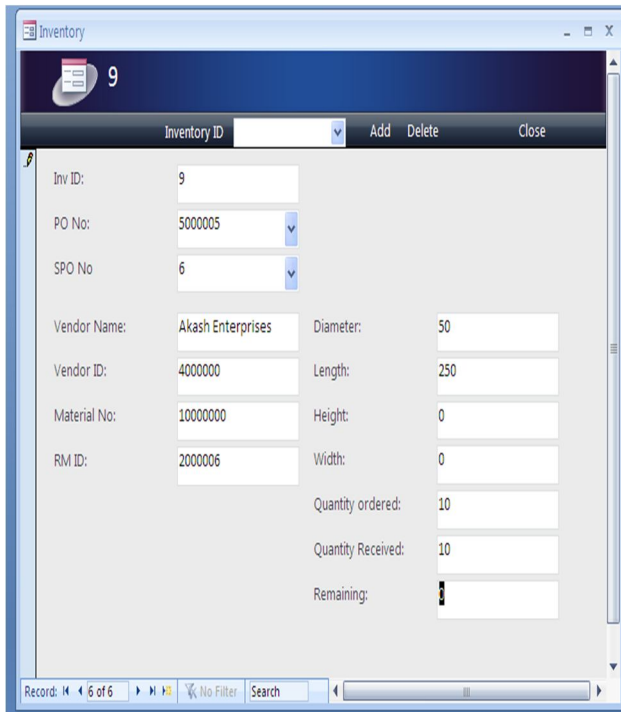 Inventory
9
Inventory ID Add Delete Close
Inv ID: 9
PO No: 5000005
SPO No 6
Vendor Name: Akash Enterprises Diameter: 50
Vendor ID: 4000000 Length: 250
Material No: 10000000 Height: 0
RM ID: 2000006 Width: 0
Quantity ordered: 10
Quantity Received: 10
Remaining: 0
Record: 6 of 6 No Filter Search